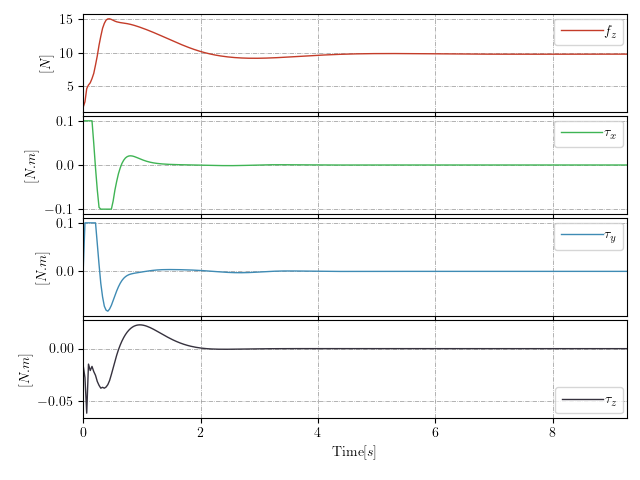 15
10
5
[N]
f_z
0.1
0.0
−0.1
[N.m]
τ_x
0.1
0.0
[N.m]
τ_y
0.00
−0.05
[N.m]
τ_z
0 2 4 6 8
Time[s]